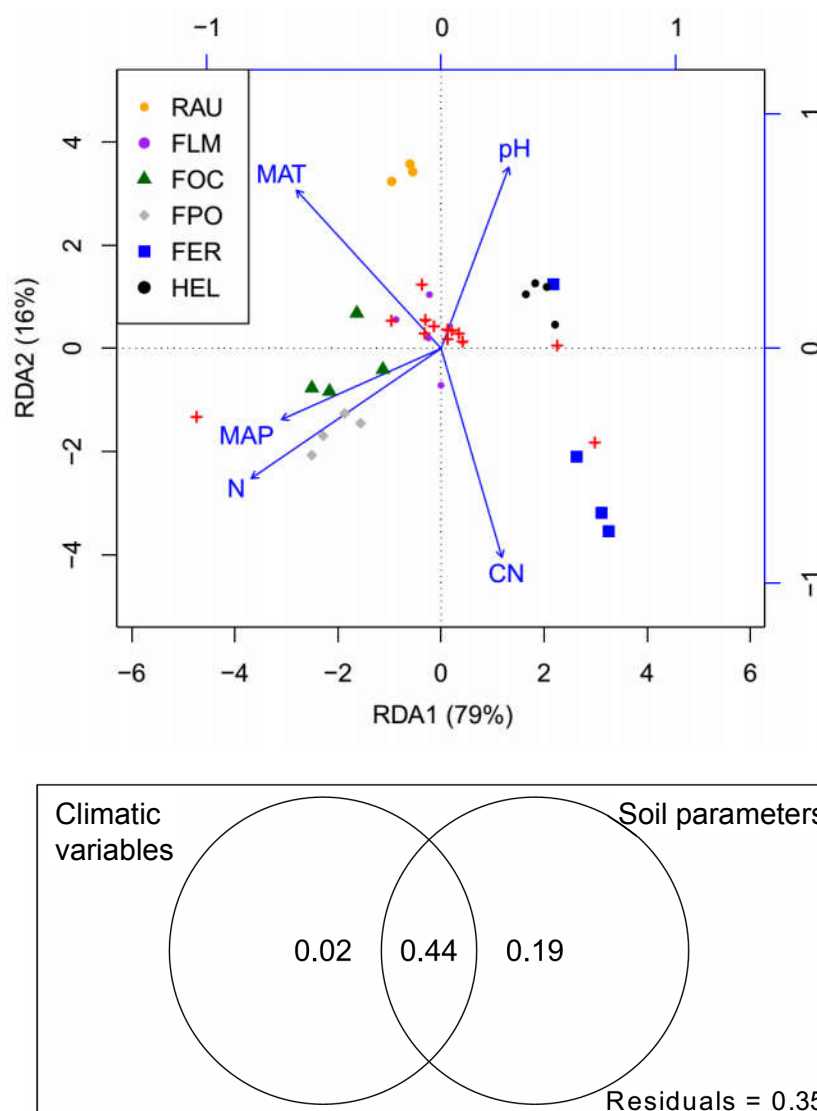 −1 0 1
RAU
FLM
FOC
FPO
FER
HEL
MAT
pH
MAP
N
CN
4
2
0
−2
−4
1
0
−1
RDA2 (16%)
−6 −4 −2 0 2 4 6
RDA1 (79%)
Climatic
variables
Soil parameters
0.02 0.44 0.19
Residuals = 0.35